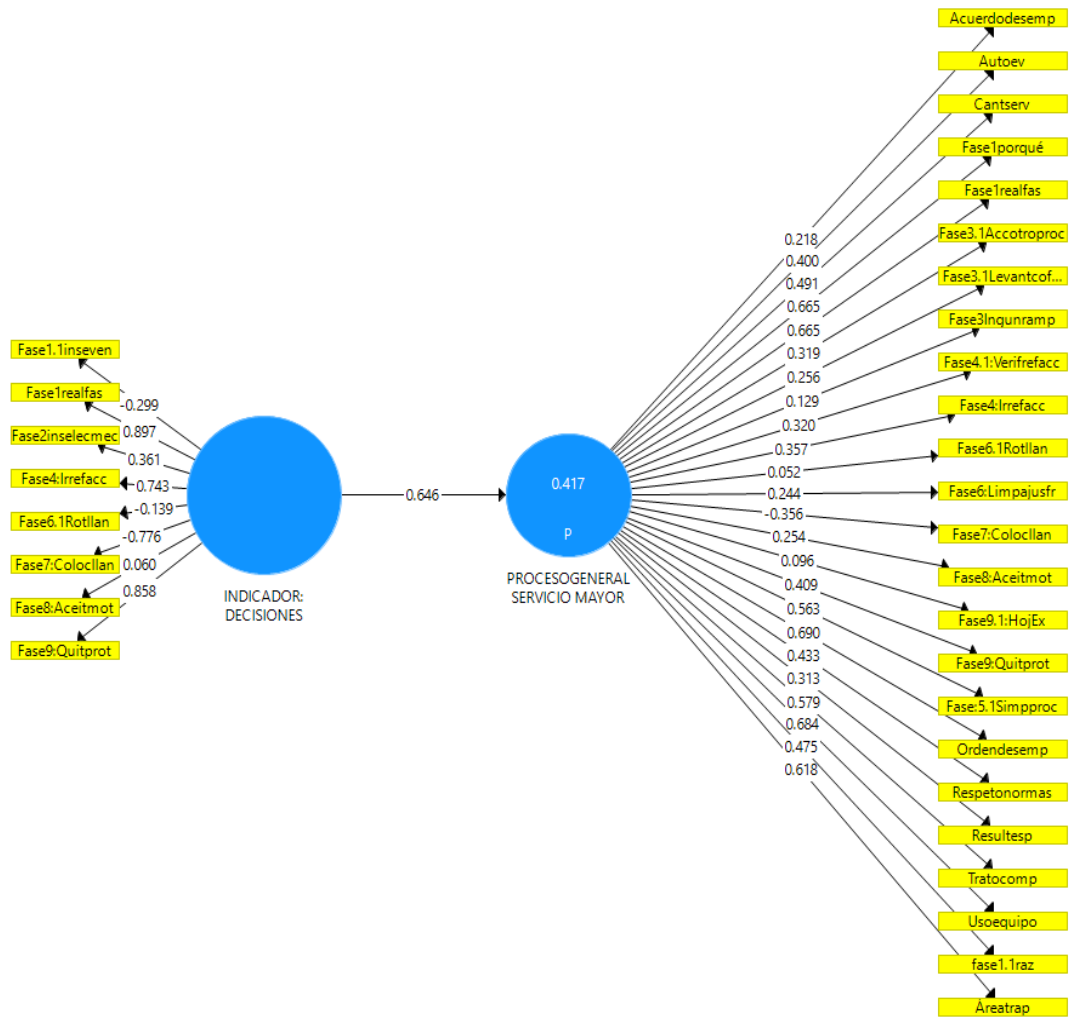 Fase1.1inseven
Fase1realfas
Fase2inselecmec
Fase4:Irrefacc
Fase6.1Rotllan
Fase7:Coloclla​n
Fase8:Aceitmot
Fase9:Quitprot
-0.299
0.897
0.361
0.743
-0.139
-0.776
0.060
0.858
INDICADOR:
DECISIONES
0.646
0.417
P
PROCESOGENERAL
SERVICIO MAYOR
0.218
0.400
0.491
0.665
0.665
0.319
0.256
0.129
0.320
0.357
0.052
0.244
-0.356
0.254
0.096
0.409
0.563
0.690
0.433
0.313
0.579
0.684
0.475
0.618
Acuerdodesemp
Autoev
Cantserv
Fase1porqué
Fase1realfas
Fase3.1Accotroproc
Fase3.1Levantcof...
Fase3Ingunramp
Fase4.1:Verifrefacc
Fase4:Irrefacc
Fase6.1Rotllan
Fase6:Limpajusfr
Fase7:Colocllan
Fase8:Aceitmot
Fase9.1:HojEx
Fase9:Quitprot
Fase:5.1Simpproc
Ordendesemp
Respetonormas
Resultesp
Tratocomp
Usoequipo
fase1.1raz
Áreatrap